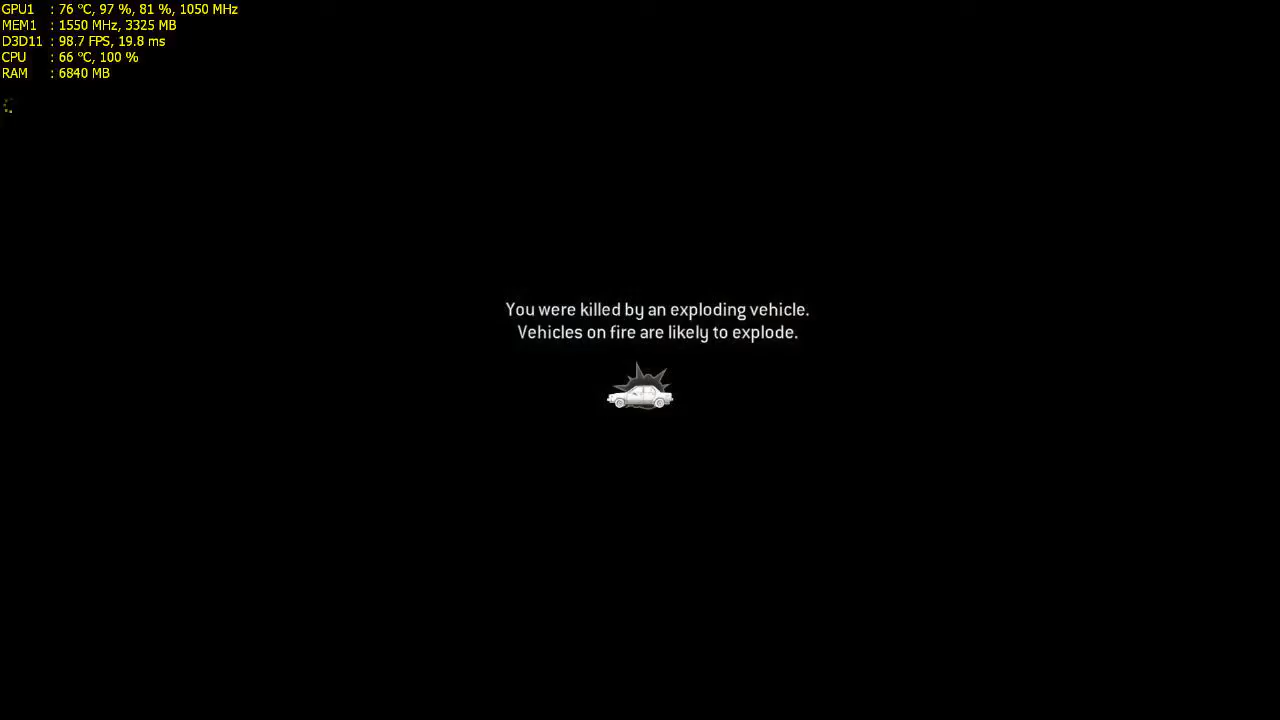 GPU1 : 76 ºC, 97 %, 81 %, 1050 MHz
MEM1 : 1550 MHz, 3325 MB
D3D11 : 98.7 FPS, 19.8 ms
CPU : 66 ºC, 100 %
RAM : 6840 MB
You were killed by an exploding vehicle.
Vehicles on fire are likely to explode.